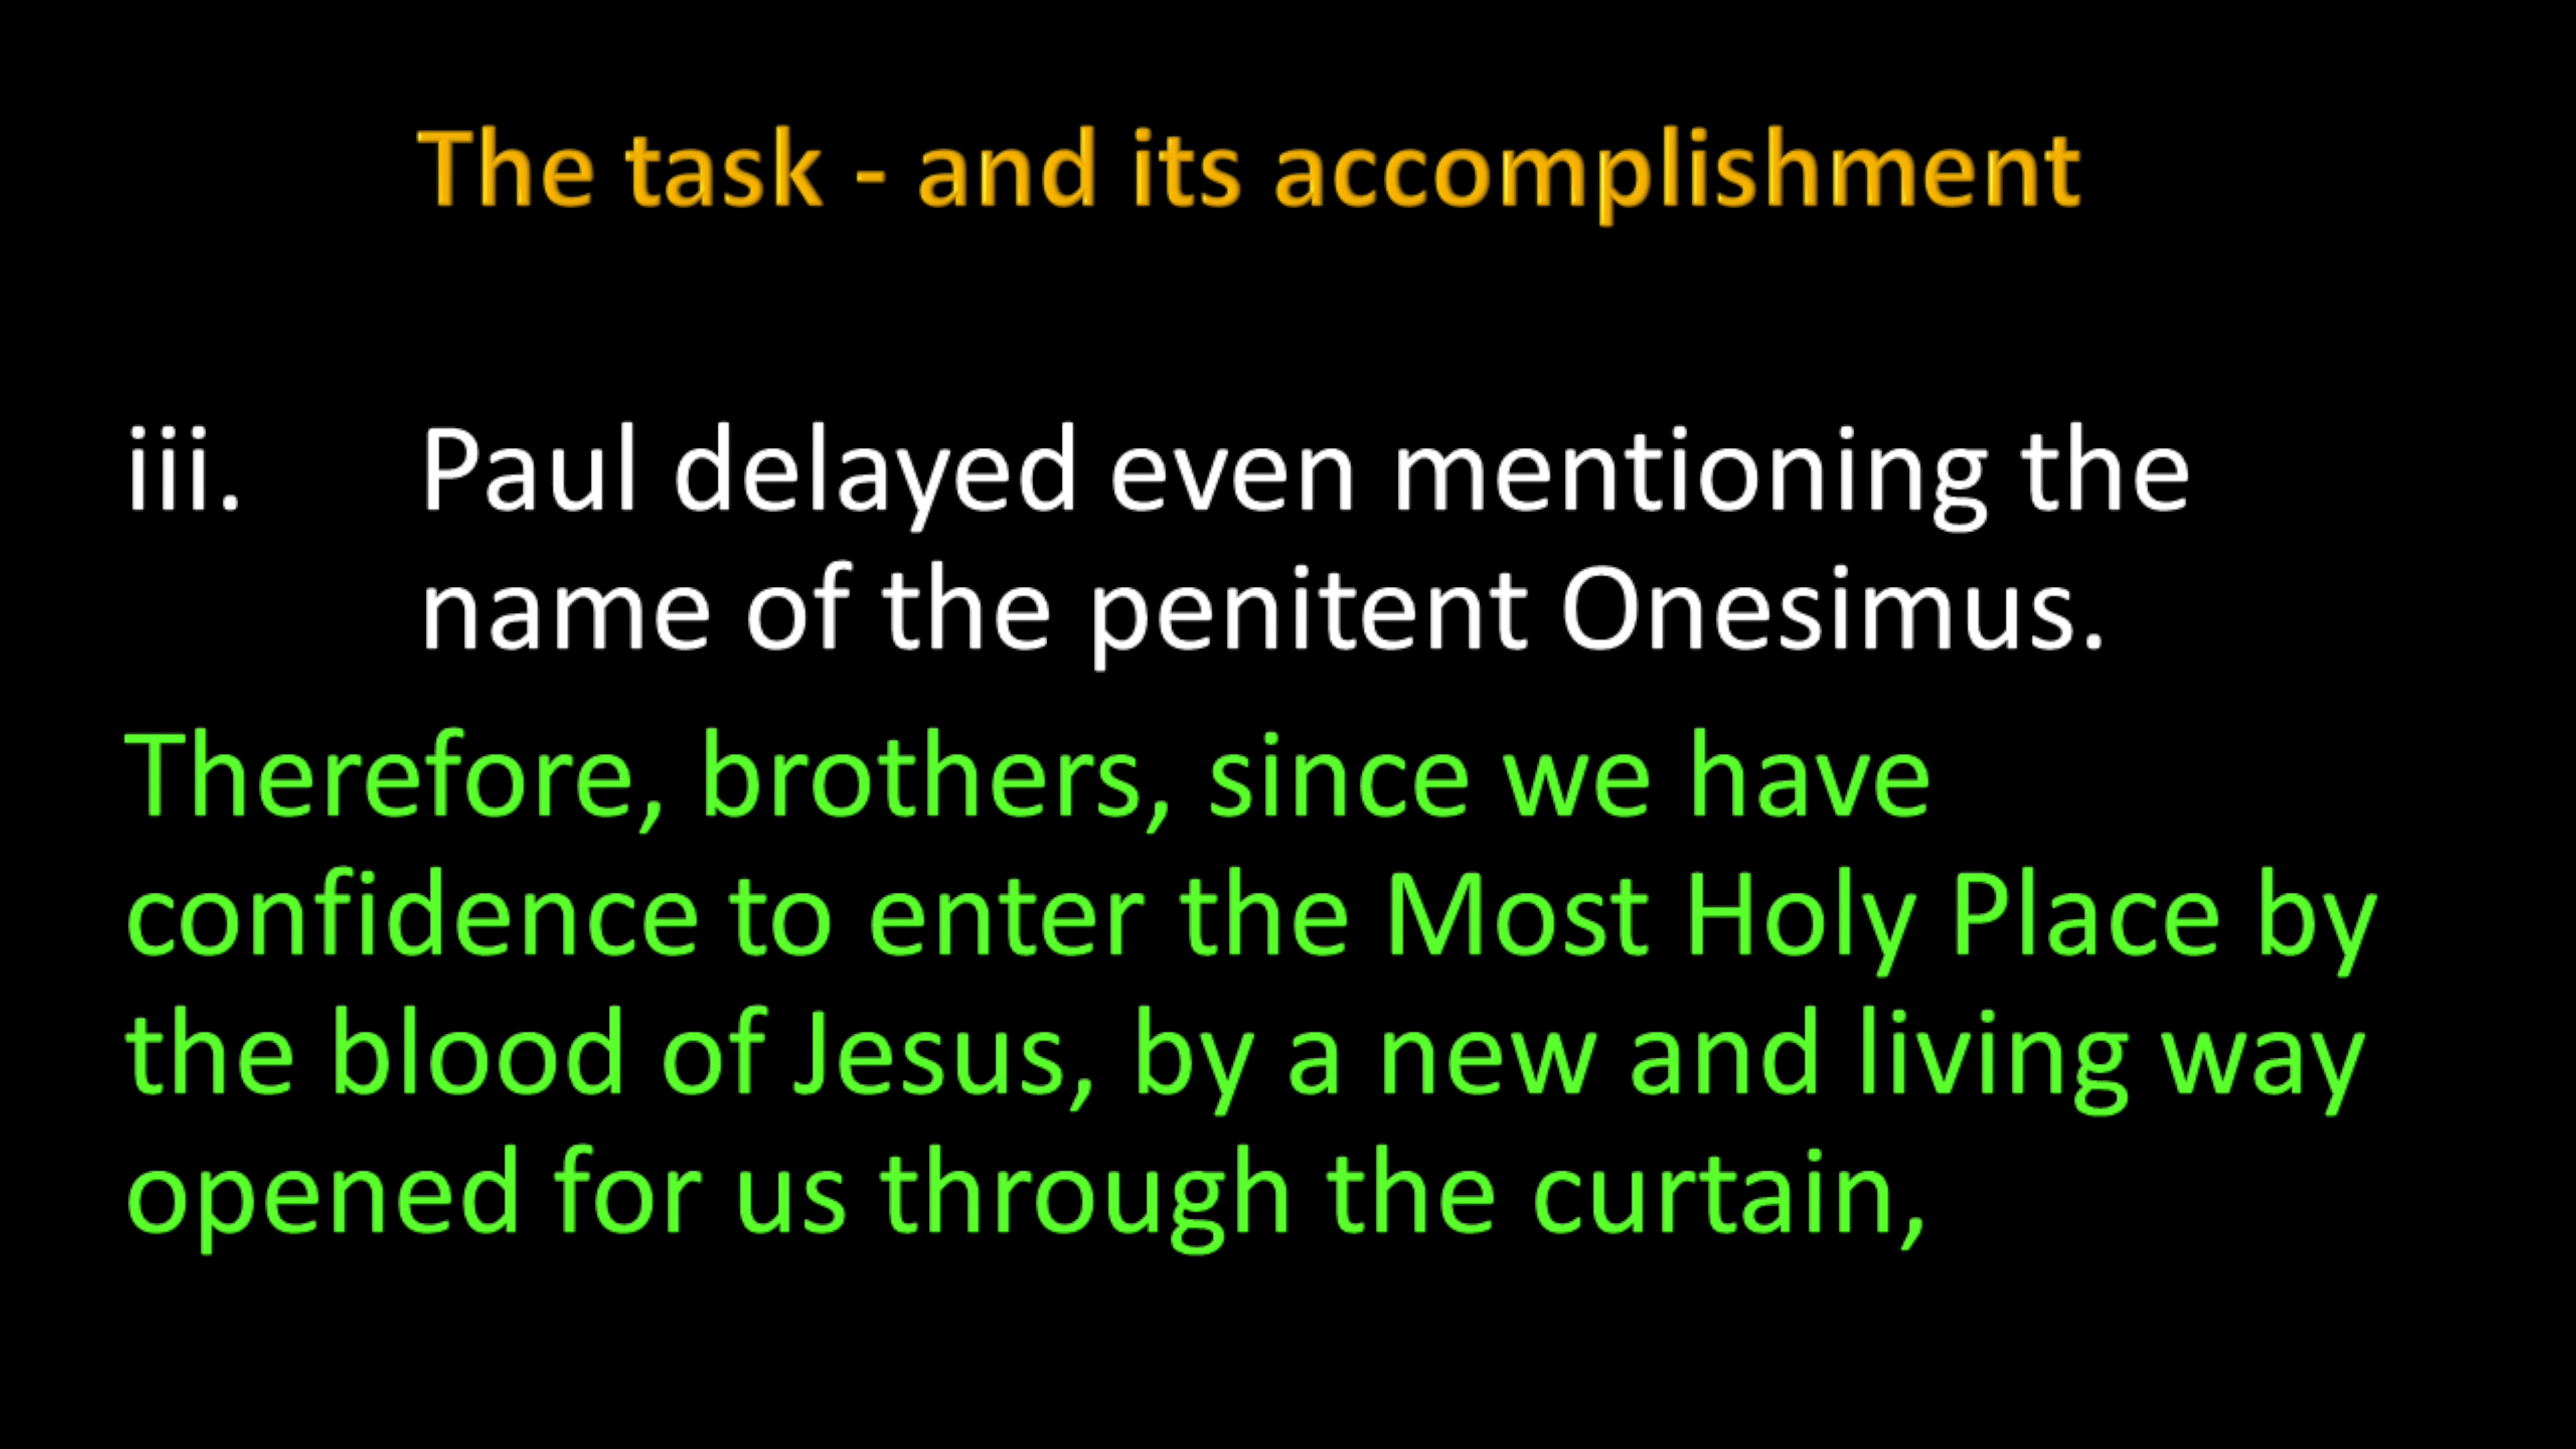 The task - and its accomplishment
iii. Paul delayed even mentioning the
name of the penitent Onesimus.
Therefore, brothers, since we have
confidence to enter the Most Holy Place by
the blood of Jesus, by a new and living way
opened for us through the curtain,